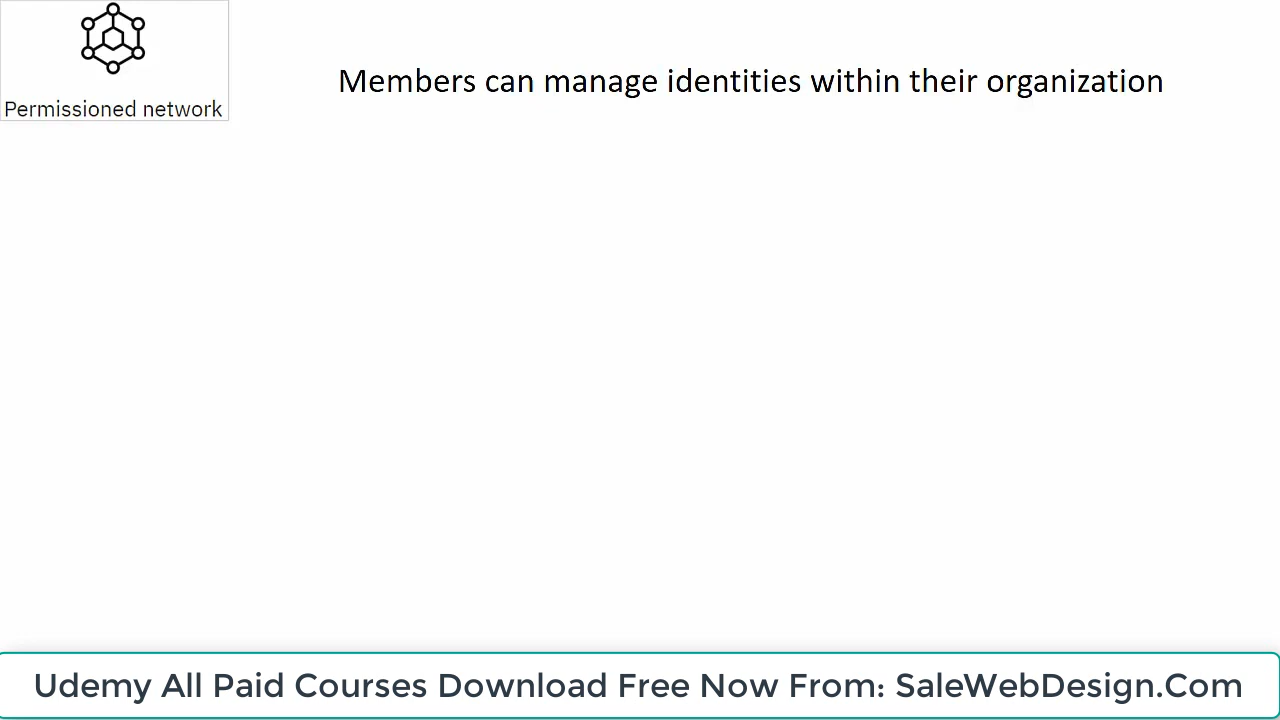 Members can manage identities within their organization
Permissioned network
Udemy All Paid Courses Download Free Now From: SaleWebDesign.Com